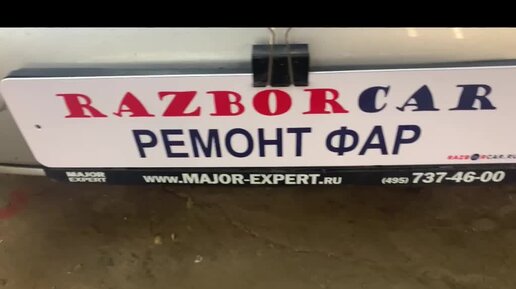 RAZBORCAR
РЕМОНТ ФАР
RAZBORCAR.RU
MAJOR EXPERT
WWW.MAJOR-EXPERT.RU
(495) 737-46-00